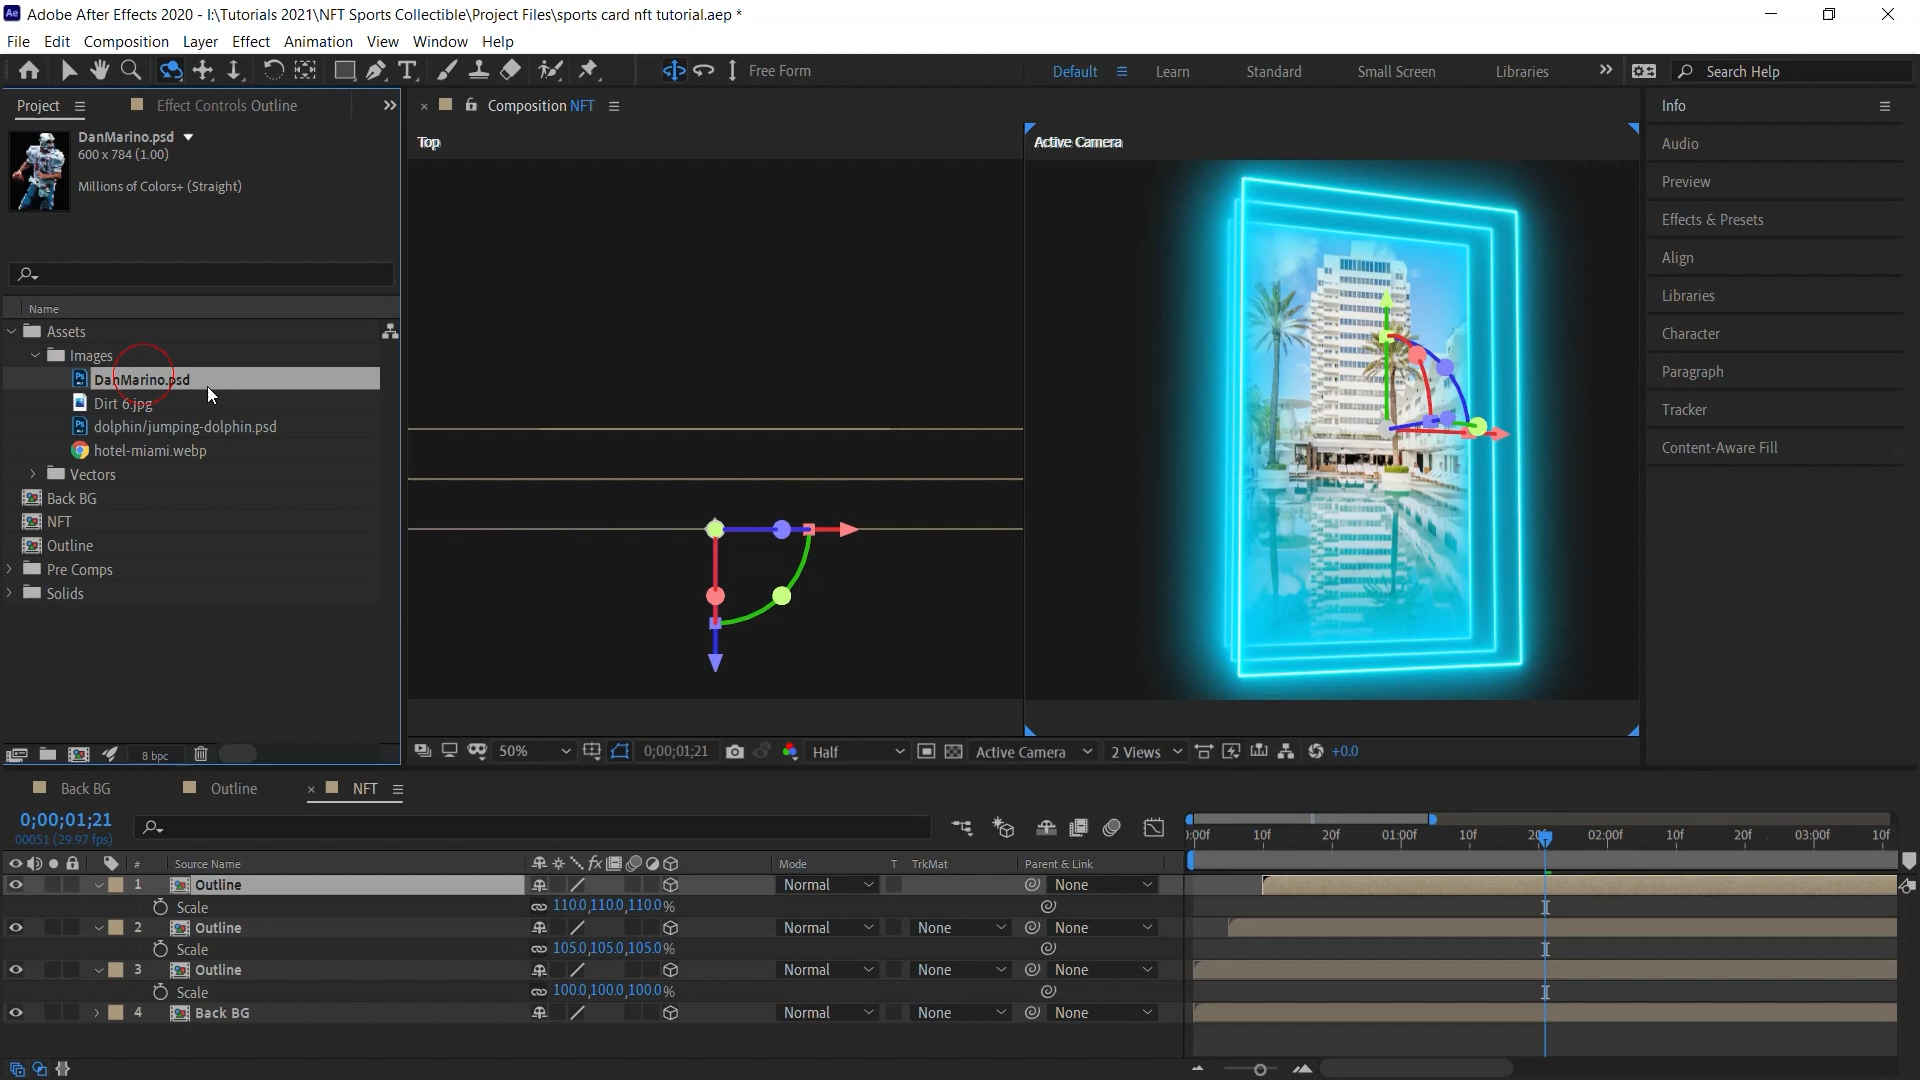 Ae Adobe After Effects 2020 - I:\Tutorials 2021\NFT Sports Collectible\Project Files\sports card nft tutorial.aep *
File Edit Composition Layer Effect Animation View Window Help
T Free Form Default Learn Standard Small Screen Libraries Search Help
Project Effect Controls Outline Composition NFT Info
DanMarino.psd
600 x 784 (1.00)
Millions of Colors+ (Straight)
Top
Active Camera
Audio
Preview
Effects & Presets
Align
Libraries
Character
Paragraph
Tracker
Content-Aware Fill
Name
Assets
Images
Ps DanMarino.psd
Dirt 6.jpg
Ps dolphin/jumping-dolphin.psd
hotel-miami.webp
Vectors
Back BG
NFT
Outline
Pre Comps
Solids
8 bpc 50% 0;00;01;21 Half Active Camera 2 Views +0.0
Back BG Outline NFT
0;00;01;21
00051 (29.97 fps)
):00f 10f 20f 01:00f 10f 20f 02:00f 10f 20f 03:00f 10f
# Source Name fx Mode T TrkMat Parent & Link
1 Outline Normal None
Scale 110.0,110.0,110.0%
2 Outline Normal None None
Scale 105.0,105.0,105.0%
3 Outline Normal None None
Scale 100.0,100.0,100.0%
4 Back BG Normal None None